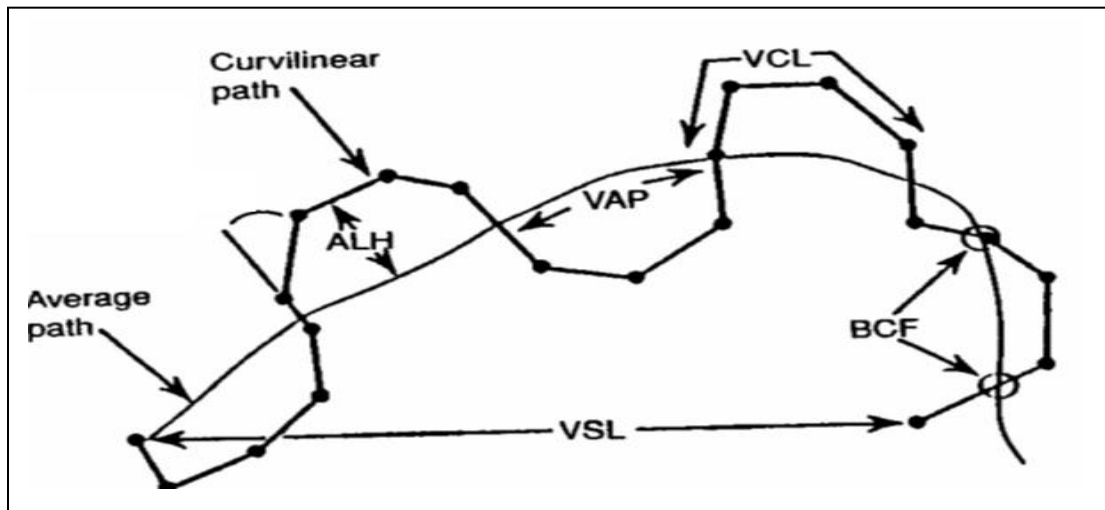 Curvilinear
path
VCL
VAP
ALH
Average
path
BCF
VSL